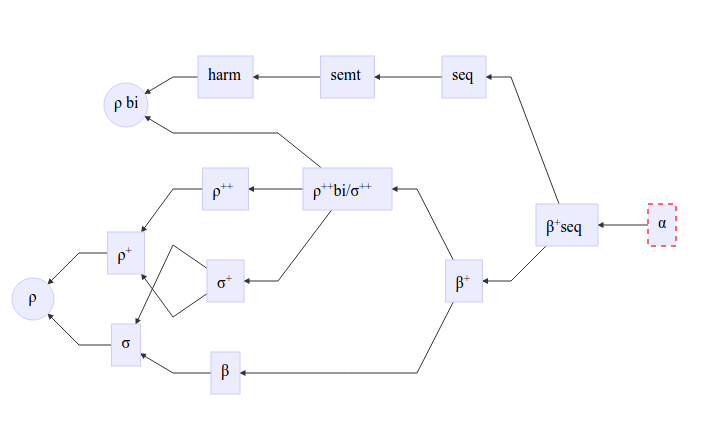 harm
semt
seq
ρ bi
ρ⁺⁺
ρ⁺⁺bi/σ⁺⁺
β⁺seq
α
ρ⁺
σ⁺
β⁺
ρ
σ
β